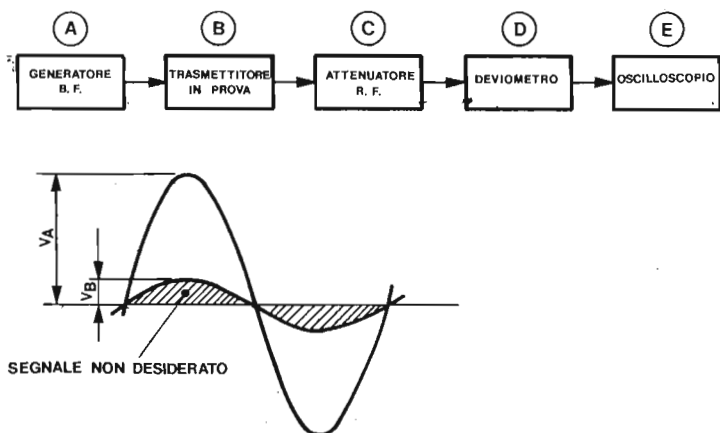 A B C D E
GENERATORE TRASMETTITORE ATTENUATORE DEVIOMETRO OSCILLOSCOPIO
B. F. IN PROVA R. F.
VA
VB
SEGNALE NON DESIDERATO